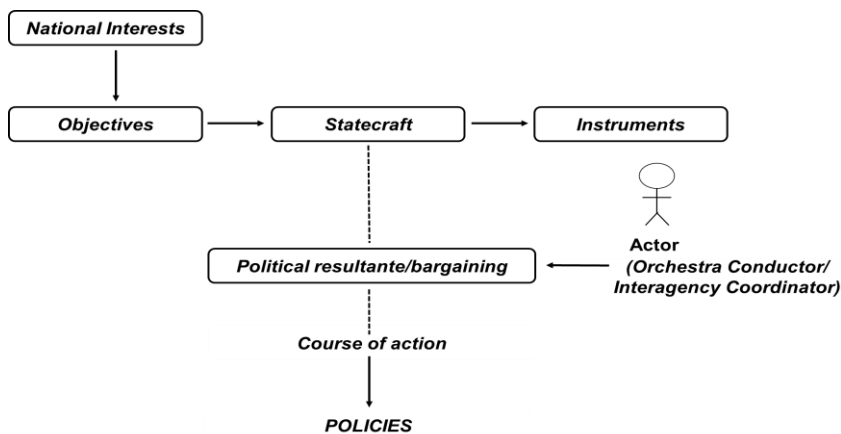 National Interests
Objectives
Statecraft
Instruments
Actor
(Orchestra Conductor/
Interagency Coordinator)
Political resultante/bargaining
Course of action
POLICIES